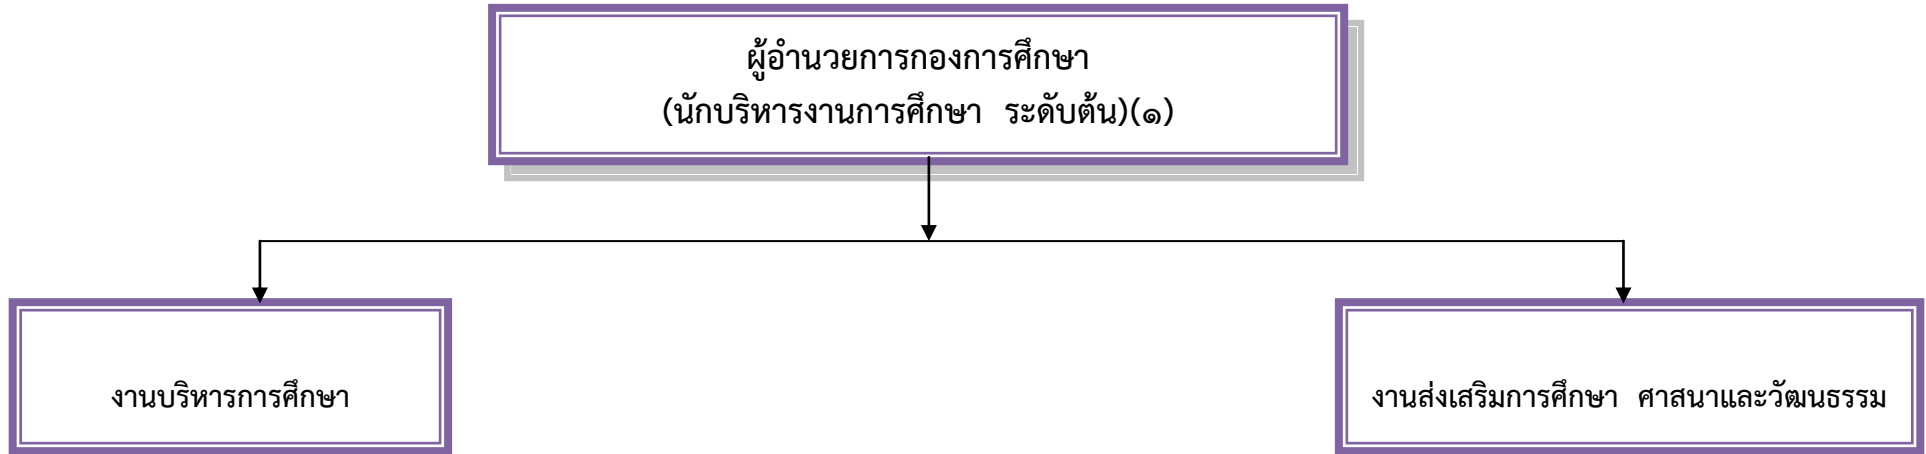 ผู้อำนวยการกองการศึกษา
(นักบริหารงานการศึกษา ระดับต้น)(๑)
งานบริหารการศึกษา
งานส่งเสริมการศึกษา ศาสนาและวัฒนธรรม